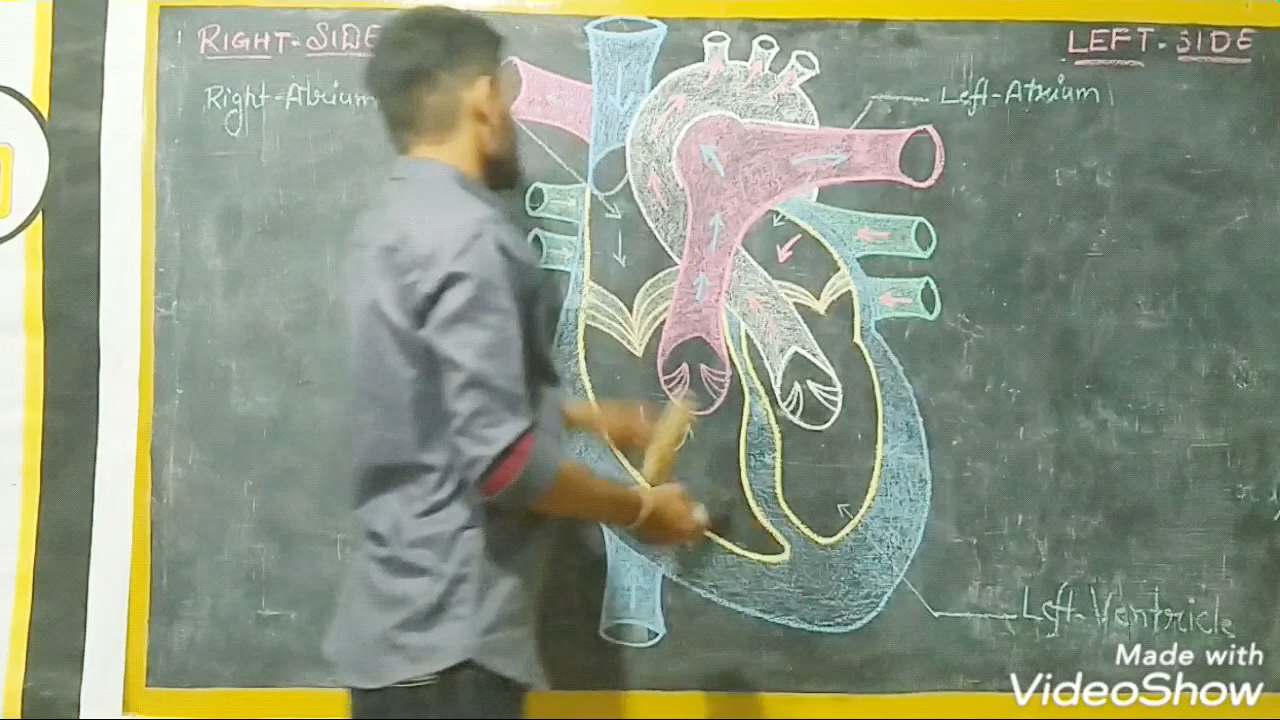 RIGHT-SIDE
LEFT-SIDE
Right-Atrium
Left-Atrium
Left-Ventricle
Made with
VideoShow